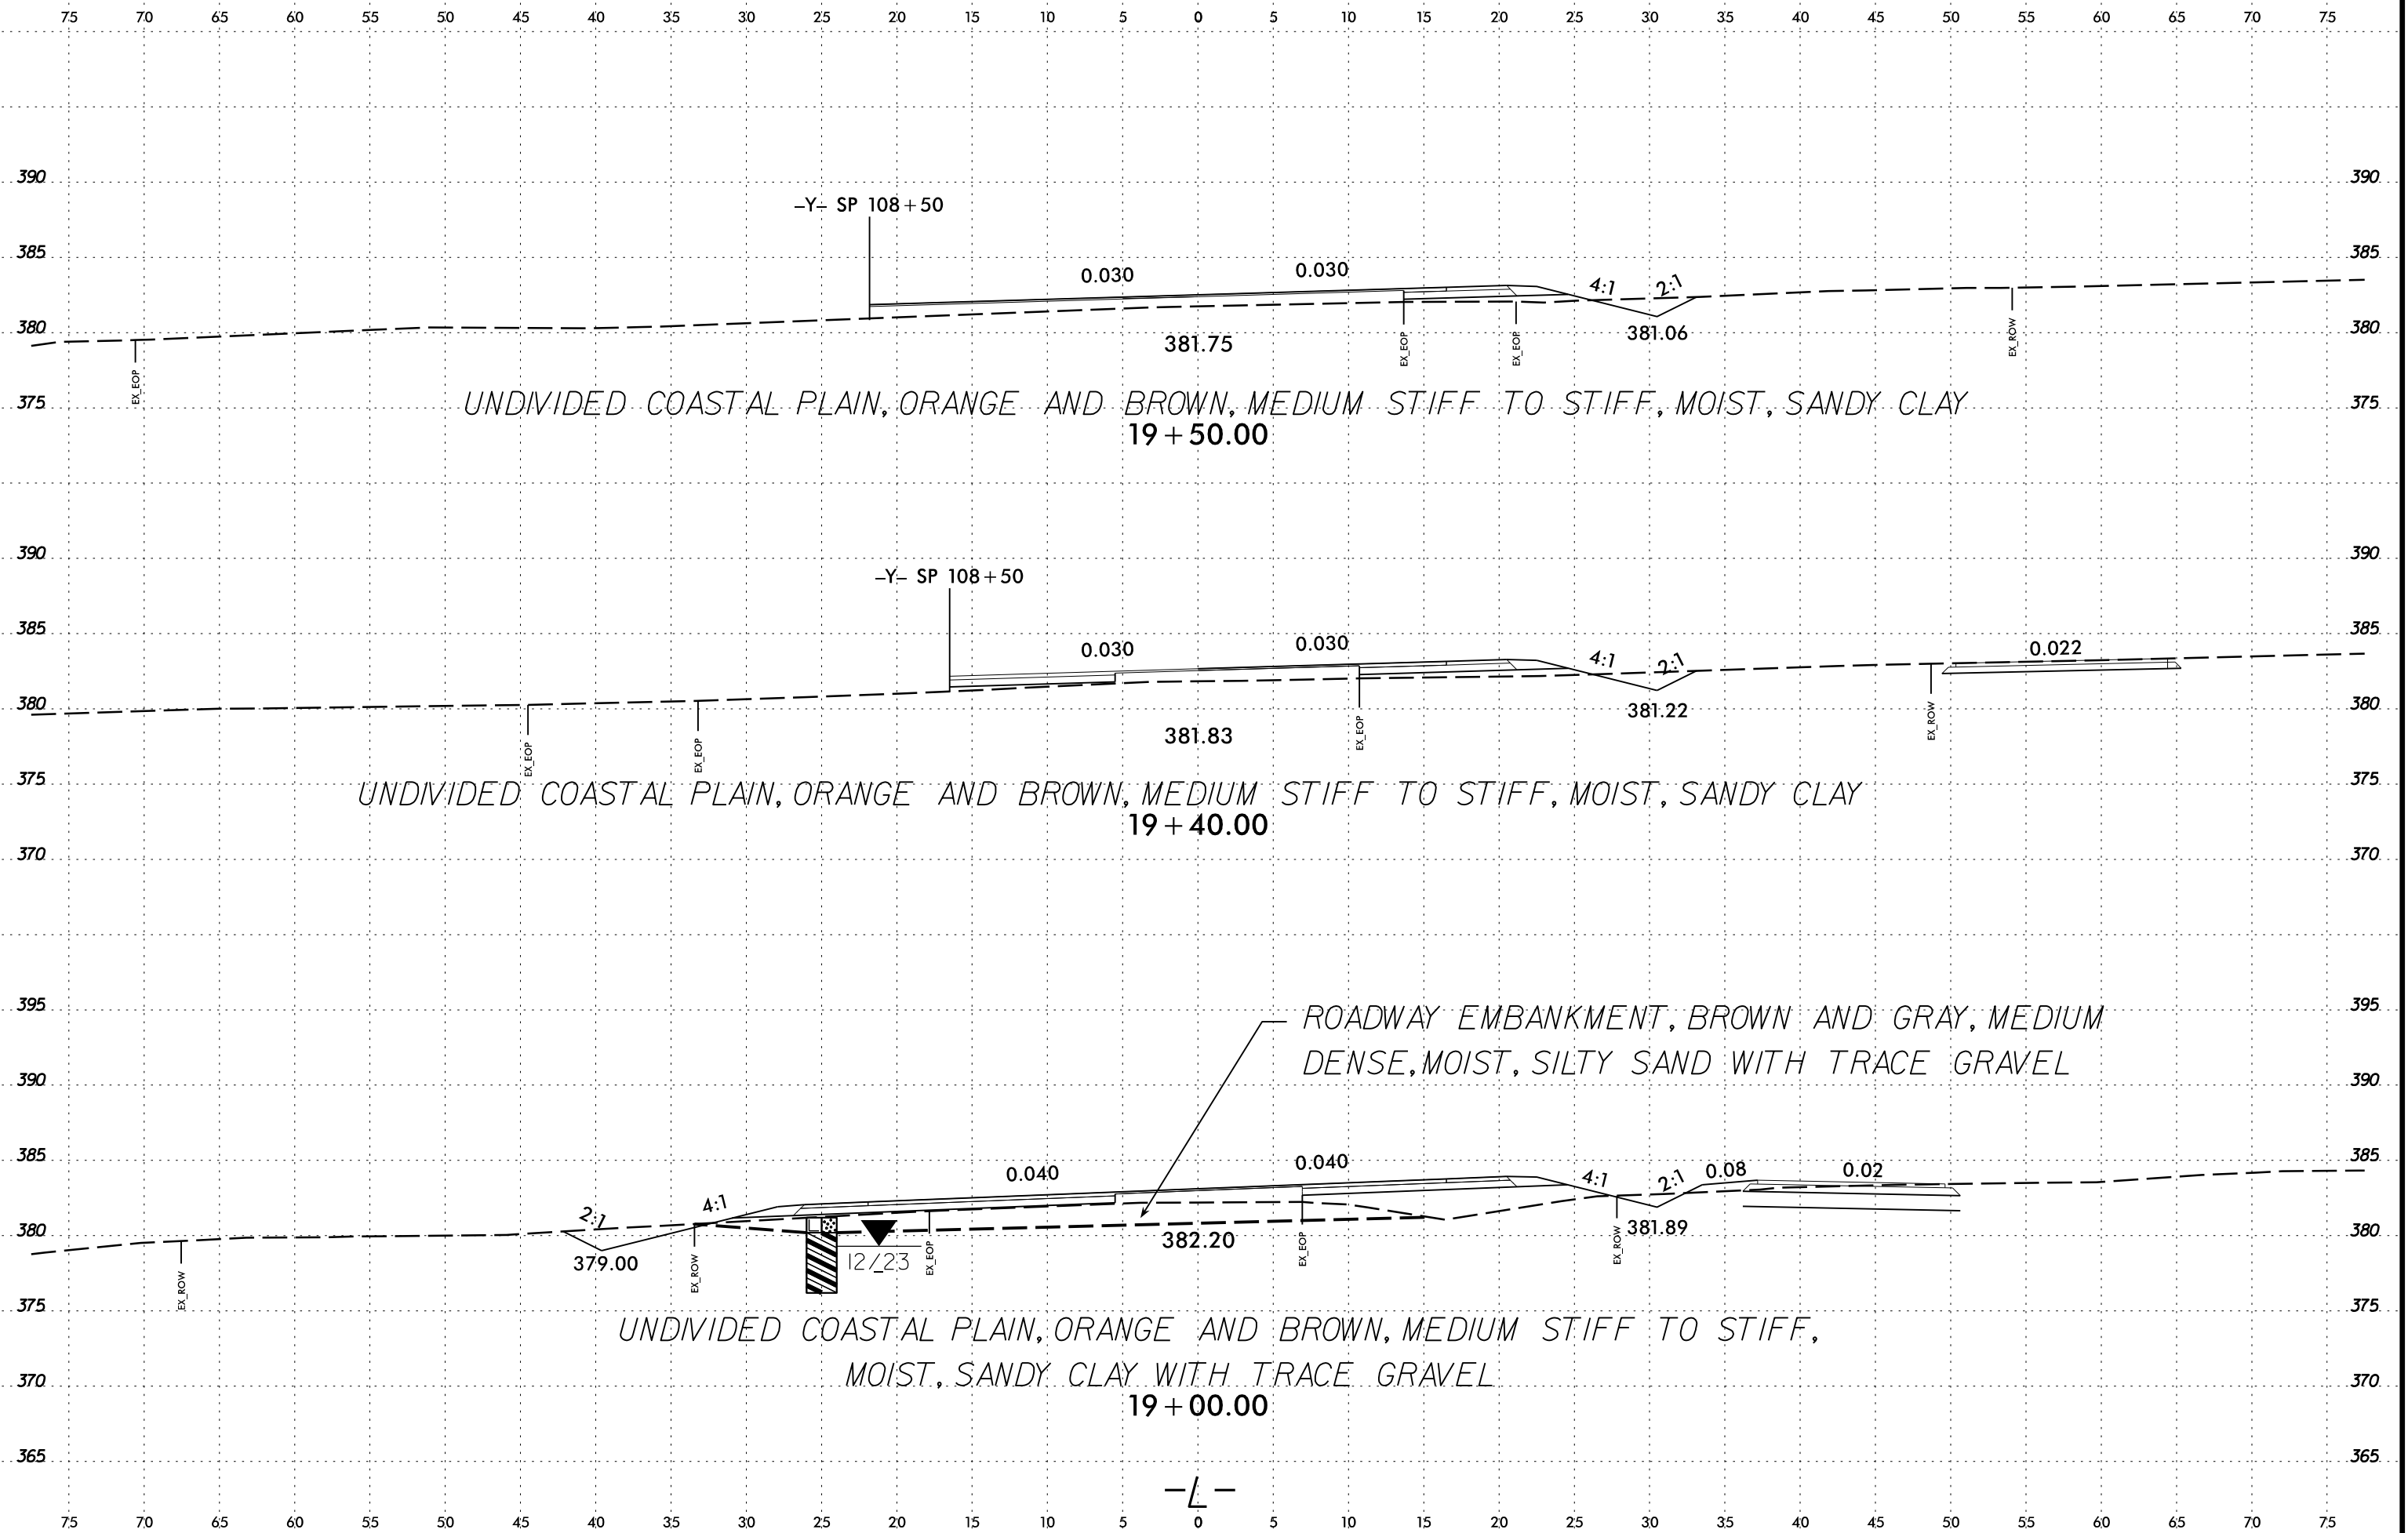 75 70 65 60 55 50 45 40 35 30 25 20 15 10 5 0 5 10 15 20 25 30 35 40 45 50 55 60 65 70 75
390 390
-Y- SP 108+50
385 0.030 0.030 4:1 2:1 385
380 381.75 381.06 380
EX_EOP EX_EOP EX_EOP EX_ROW
375 375
UNDIVIDED COASTAL PLAIN, ORANGE AND BROWN, MEDIUM STIFF TO STIFF, MOIST, SANDY CLAY
19+50.00
390 390
-Y- SP 108+50
385 385
0.030 0.030 4:1 2:1 0.022
380 381.22 380
381.83
EX_EOP EX_EOP EX_EOP EX_ROW
375 375
UNDIVIDED COASTAL PLAIN, ORANGE AND BROWN, MEDIUM STIFF TO STIFF, MOIST, SANDY CLAY
19+40.00
370 370
395 395
ROADWAY EMBANKMENT, BROWN AND GRAY, MEDIUM
DENSE, MOIST, SILTY SAND WITH TRACE GRAVEL
390 390
385 385
2:1 4:1 0.040 0.040 4:1 2:1 0.08 0.02
380 381.89 380
379.00 12/23 382.20
EX_ROW EX_ROW EX_EOP EX_EOP EX_ROW
375 375
UNDIVIDED COASTAL PLAIN, ORANGE AND BROWN, MEDIUM STIFF TO STIFF,
MOIST, SANDY CLAY WITH TRACE GRAVEL
370 370
19+00.00
365 365
-L-
75 70 65 60 55 50 45 40 35 30 25 20 15 10 5 0 5 10 15 20 25 30 35 40 45 50 55 60 65 70 75